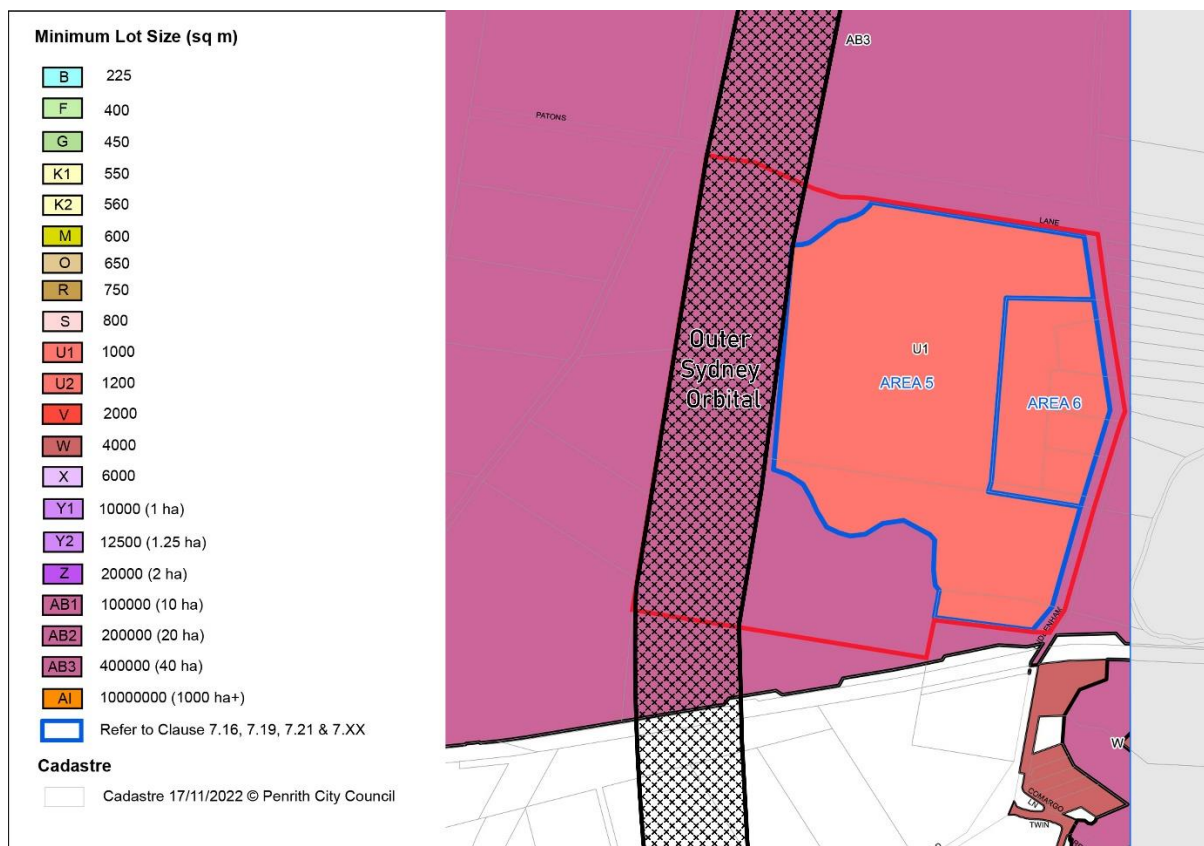 Minimum Lot Size (sq m)
B 225
F 400
G 450
K1 550
K2 560
M 600
O 650
R 750
S 800
U1 1000
U2 1200
V 2000
W 4000
X 6000
Y1 10000 (1 ha)
Y2 12500 (1.25 ha)
Z 20000 (2 ha)
AB1 100000 (10 ha)
AB2 200000 (20 ha)
AB3 400000 (40 ha)
AI 10000000 (1000 ha+)
Refer to Clause 7.16, 7.19, 7.21 & 7.XX
Cadastre
Cadastre 17/11/2022 © Penrith City Council
AB3
PATONS
LANE
Outer
Sydney
Orbital
U1
AREA 5
AREA 6
W
COMARGO
LN
TWIN